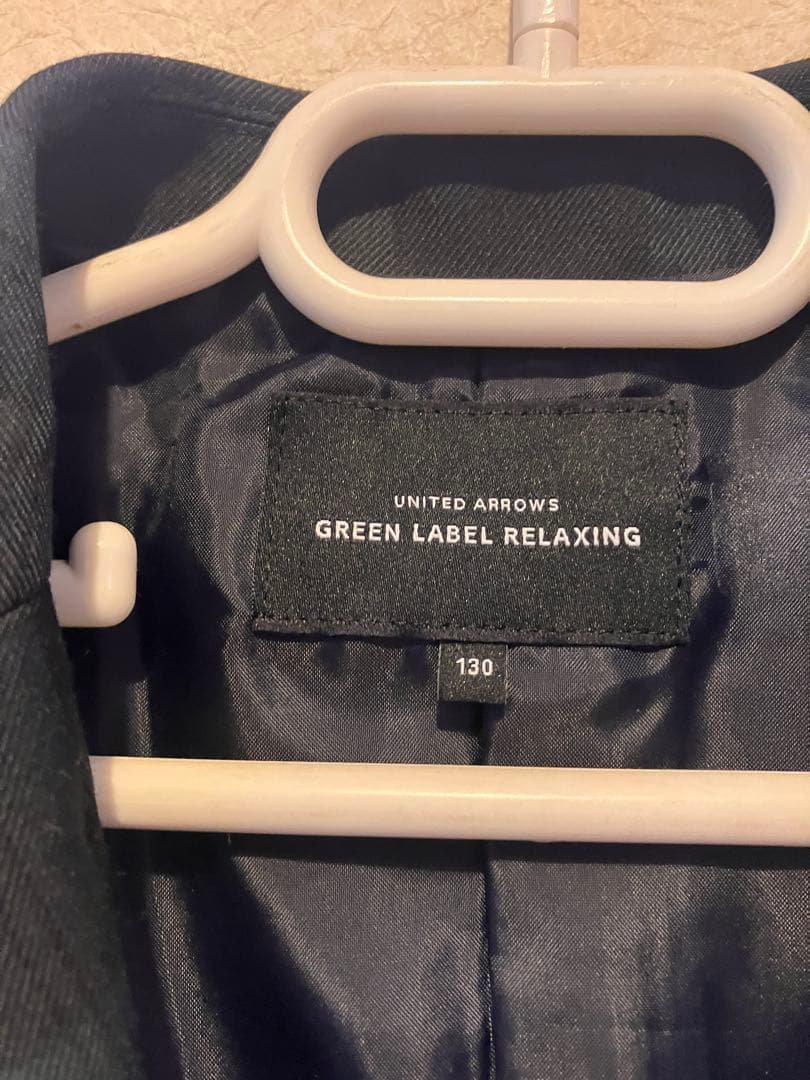 UNITED ARROWS
GREEN LABEL RELAXING
130